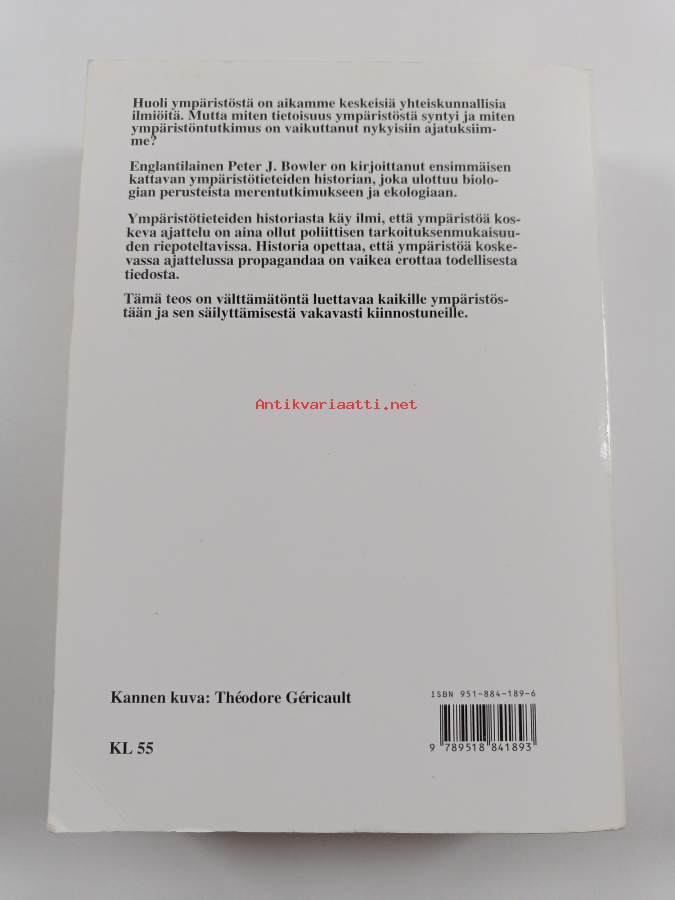 Huoli ympäristöstä on aikamme keskeisiä yhteiskunnallisia
ilmiöitä. Mutta miten tietoisuus ympäristöstä syntyi ja miten
ympäristöntutkimus on vaikuttanut nykyisiin ajatuksiim-
me?
Englantilainen Peter J. Bowler on kirjoittanut ensimmäisen
kattavan ympäristötieteiden historian, joka ulottuu biolo-
gian perusteista merentutkimukseen ja ekologiaan.
Ympäristötieteiden historiasta käy ilmi, että ympäristöä kos-
keva ajattelu on aina ollut poliittisen tarkoituksenmukaisuu-
den riepoteltavissa. Historia opettaa, että ympäristöä koske-
vassa ajattelussa propagandaa on vaikea erottaa todellisesta
tiedosta.
Tämä teos on välttämätöntä luettavaa kaikille ympäristös-
tään ja sen säilyttämisestä vakavasti kiinnostuneille.
Antikvariaatti.net
Kannen kuva: Théodore Géricault
KL 55
ISBN 951-884-189-6
9 789518 841893